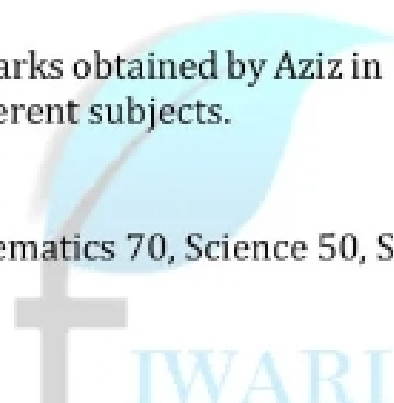 arks obtained by Aziz in
erent subjects.
ematics 70, Science 50, S
IWARI